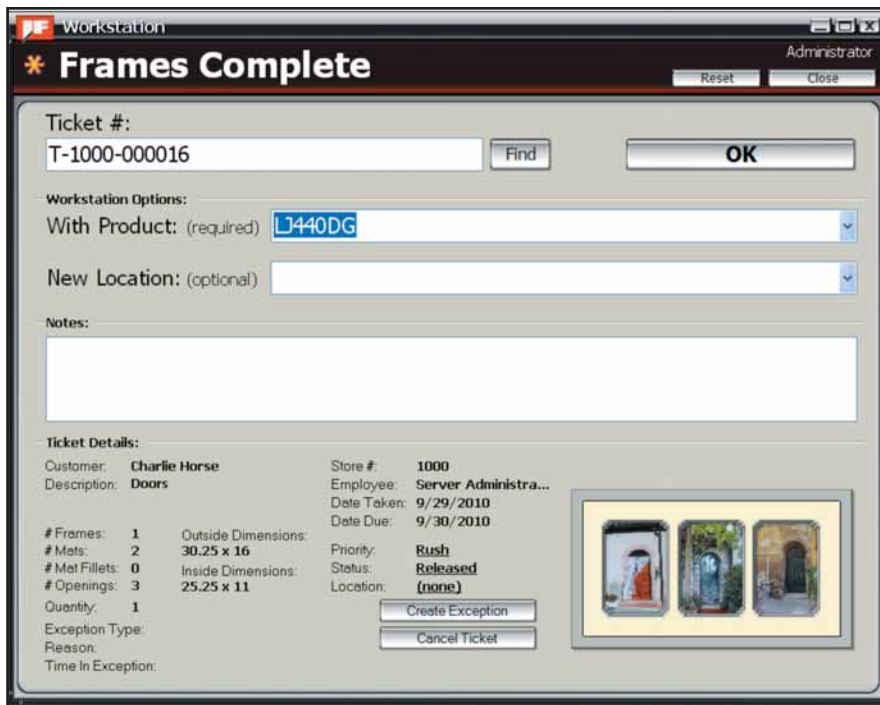 Workstation
* Frames Complete
Administrator
Reset
Close
Ticket #:
T-1000-000016
Find
OK
Workstation Options:
With Product: (required) LJ440DG
New Location: (optional)
Notes:
Ticket Details:
Customer: Charlie Horse
Description: Doors
# Frames: 1
# Mats: 2
# Mat Fillets: 0
# Openings: 3
Quantity: 1
Exception Type:
Reason:
Time In Exception:
Outside Dimensions:
30.25 x 16
Inside Dimensions:
25.25 x 11
Store #: 1000
Employee: Server Administra...
Date Taken: 9/29/2010
Date Due: 9/30/2010
Priority: Rush
Status: Released
Location: (none)
Create Exception
Cancel Ticket